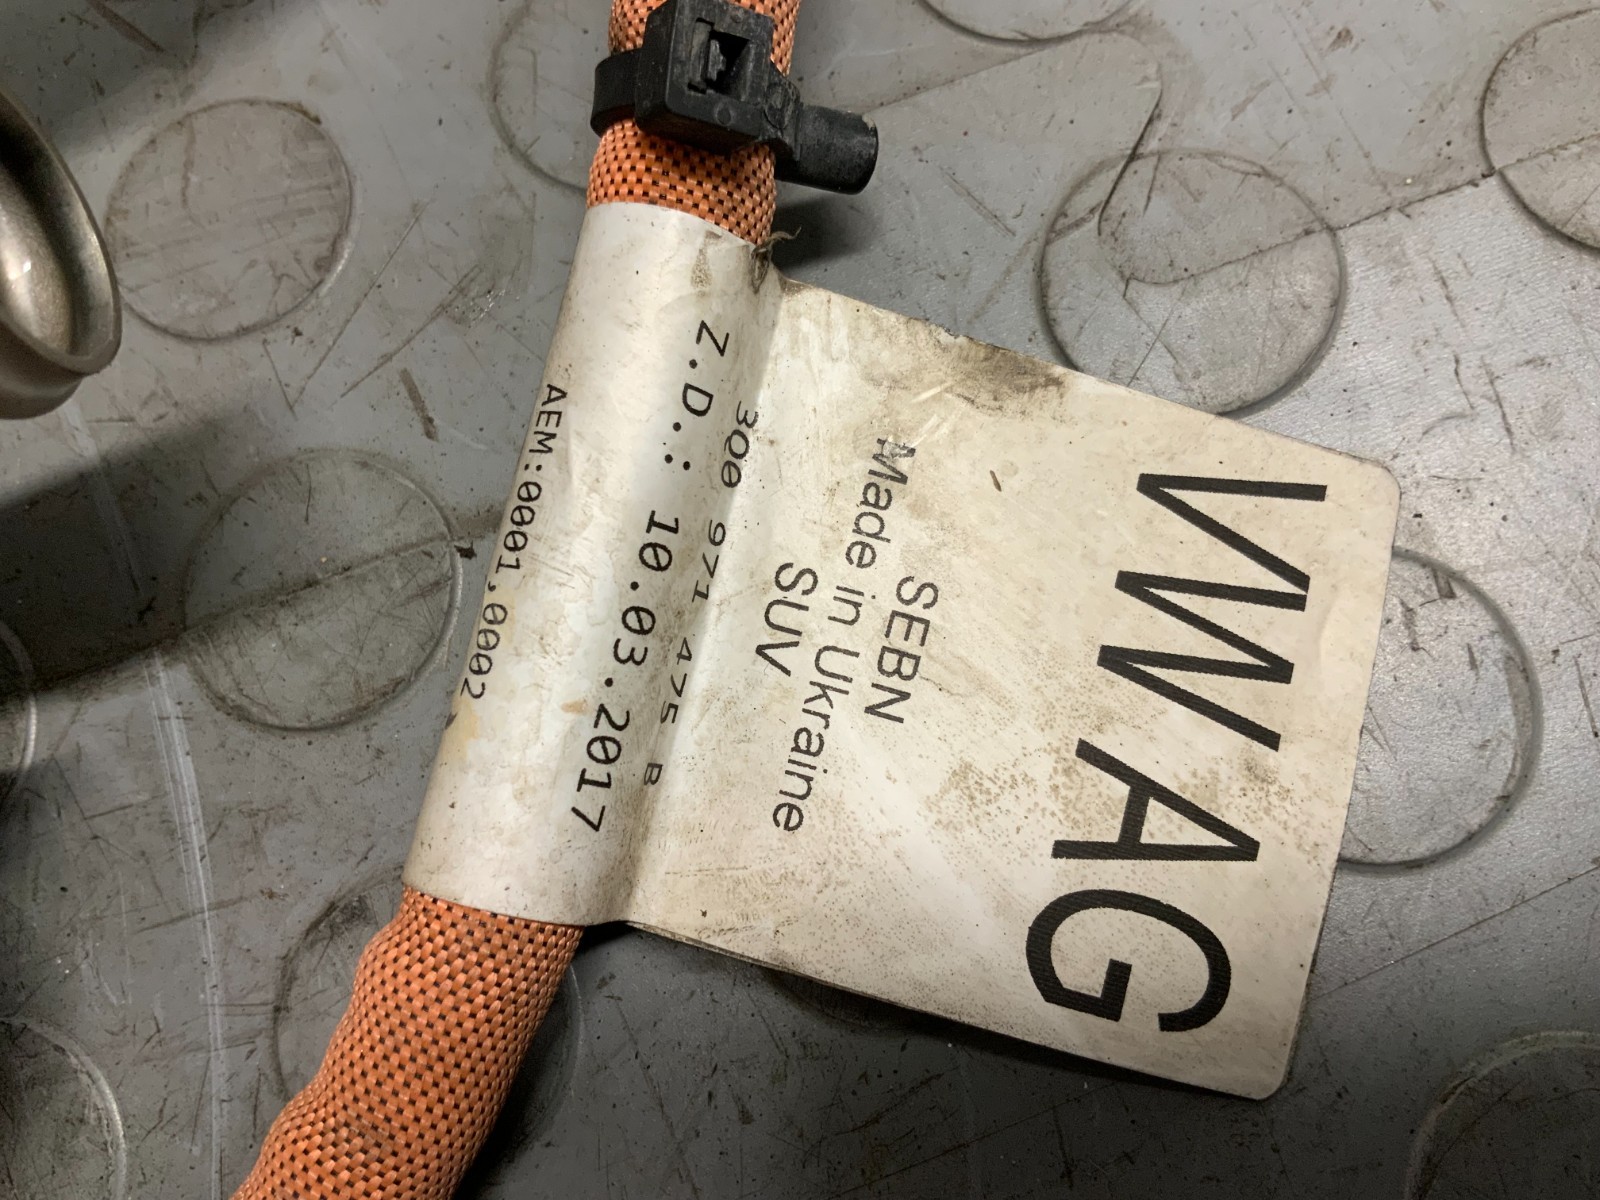 VWAG
SEBN
Made in Ukraine
SUV
3Q0 971 475 B
Z.D.: 10.03.2017
AEM:0001,0002